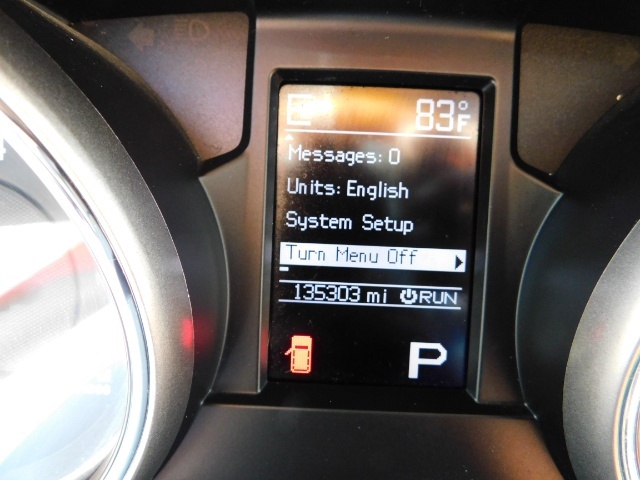 E
83°F
Messages: 0
Units: English
System Setup
Turn Menu Off
135303 mi RUN
P